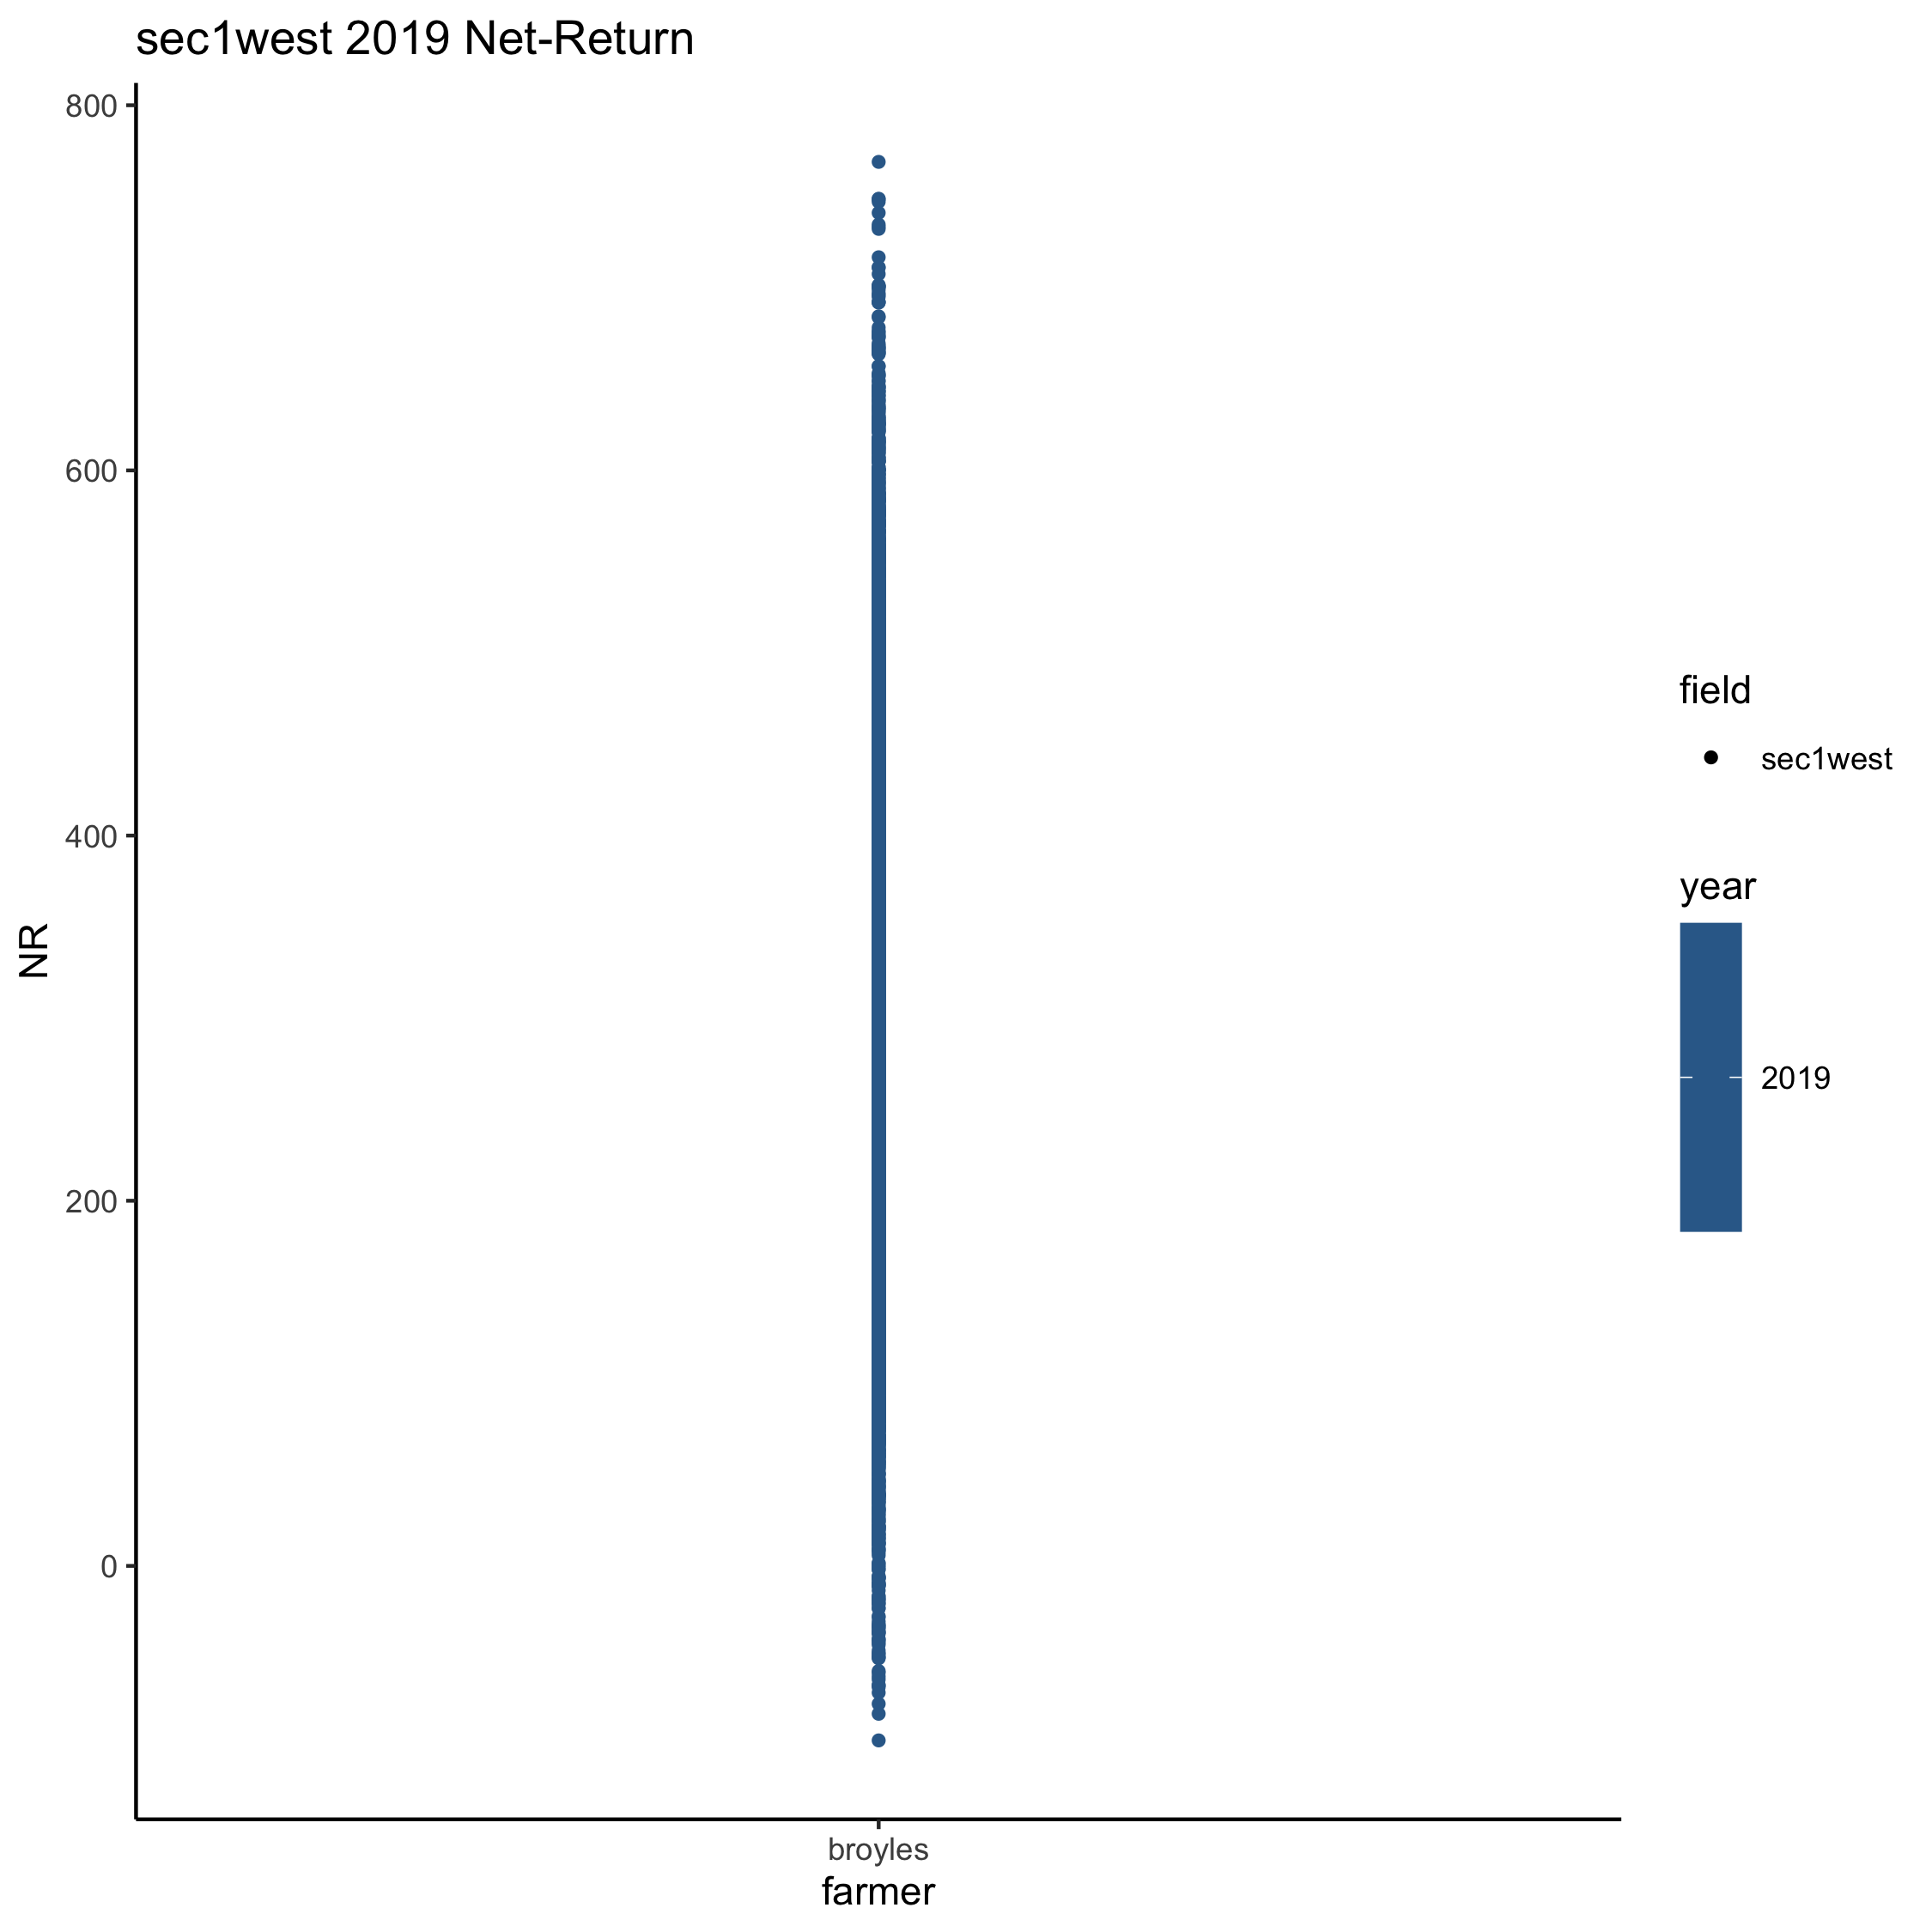 sec1west 2019 Net-Return
800
600
400
200
0
NR
broyles
farmer
field
sec1west
year
2019